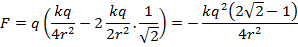 F = q ( kq/4r² − 2 kq/2r² . 1/√2 ) = − kq²(2√2 − 1)/4r²